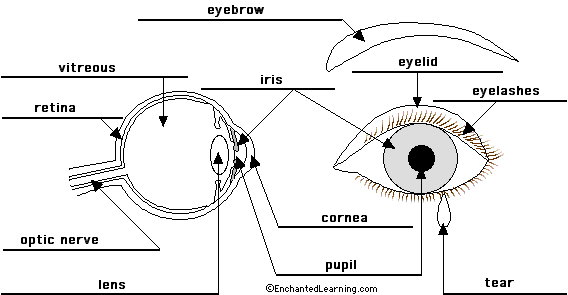 eyebrow
vitreous
iris
eyelid
eyelashes
retina
cornea
optic nerve
pupil
lens
©EnchantedLearning.com
tear